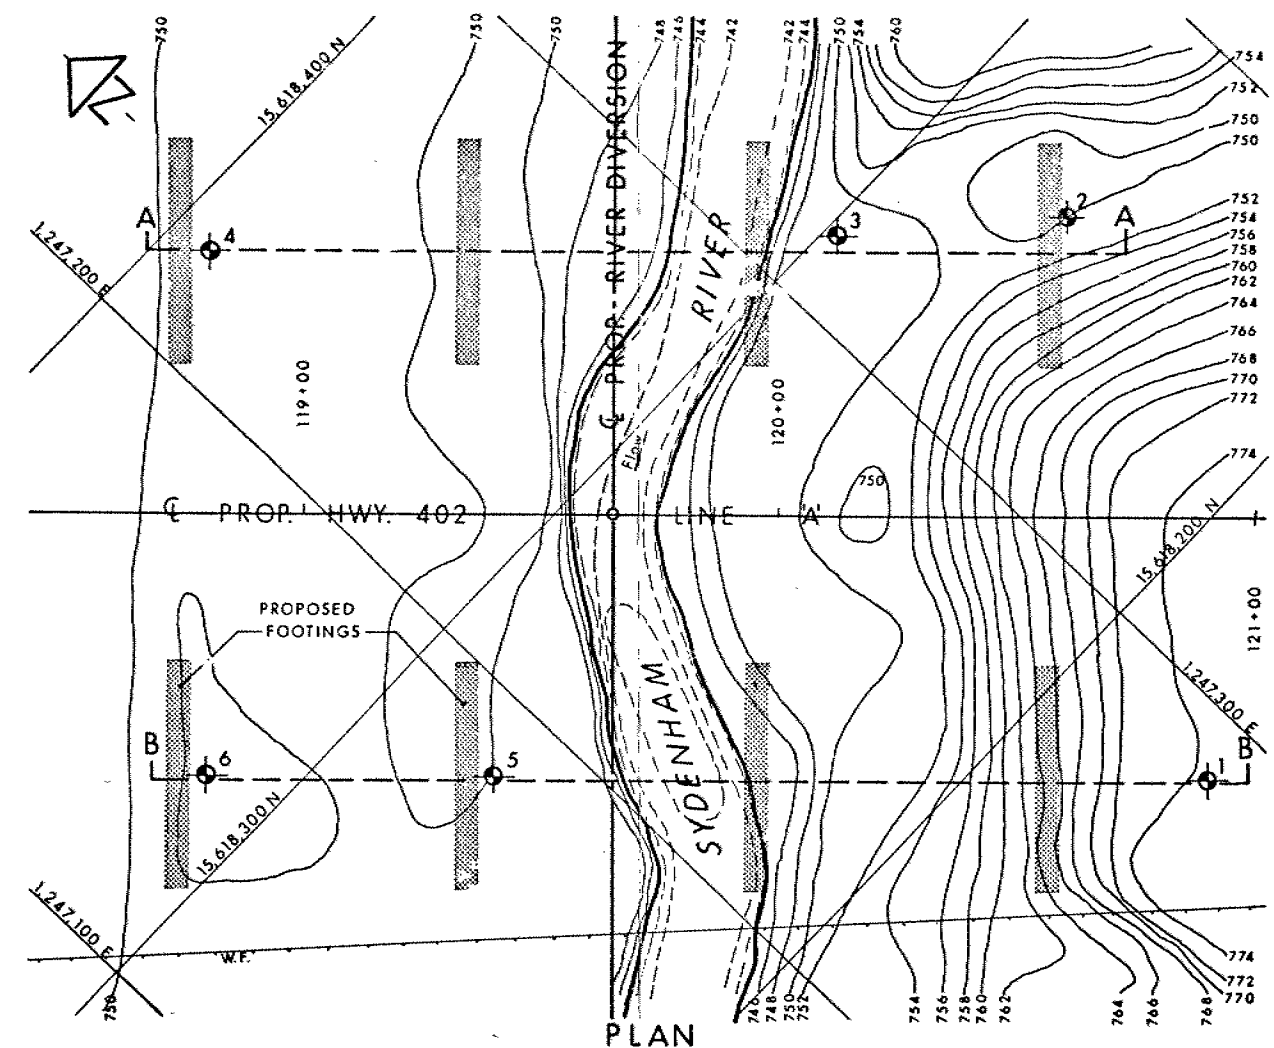 750
750
750
748
746
744
742
742
744
750
754
760
754
752
750
750
15,618,400 N
℄ PROP. RIVER DIVERSION
A
4
3
2
A
1,247,200 E
RIVER
752
754
756
758
760
762
764
766
768
770
772
774
119+00
120+00
Flow
750
℄ PROP. HWY. 402
LINE 'A'
15,618,200 N
PROPOSED
FOOTINGS
121+00
SYDENHAM
1,247,300 E
B
6
5
1
B
15,618,300 N
1,247,100 E
W.F.
750
746
748
750
752
754
756
758
760
762
764
766
768
774
772
770
PLAN